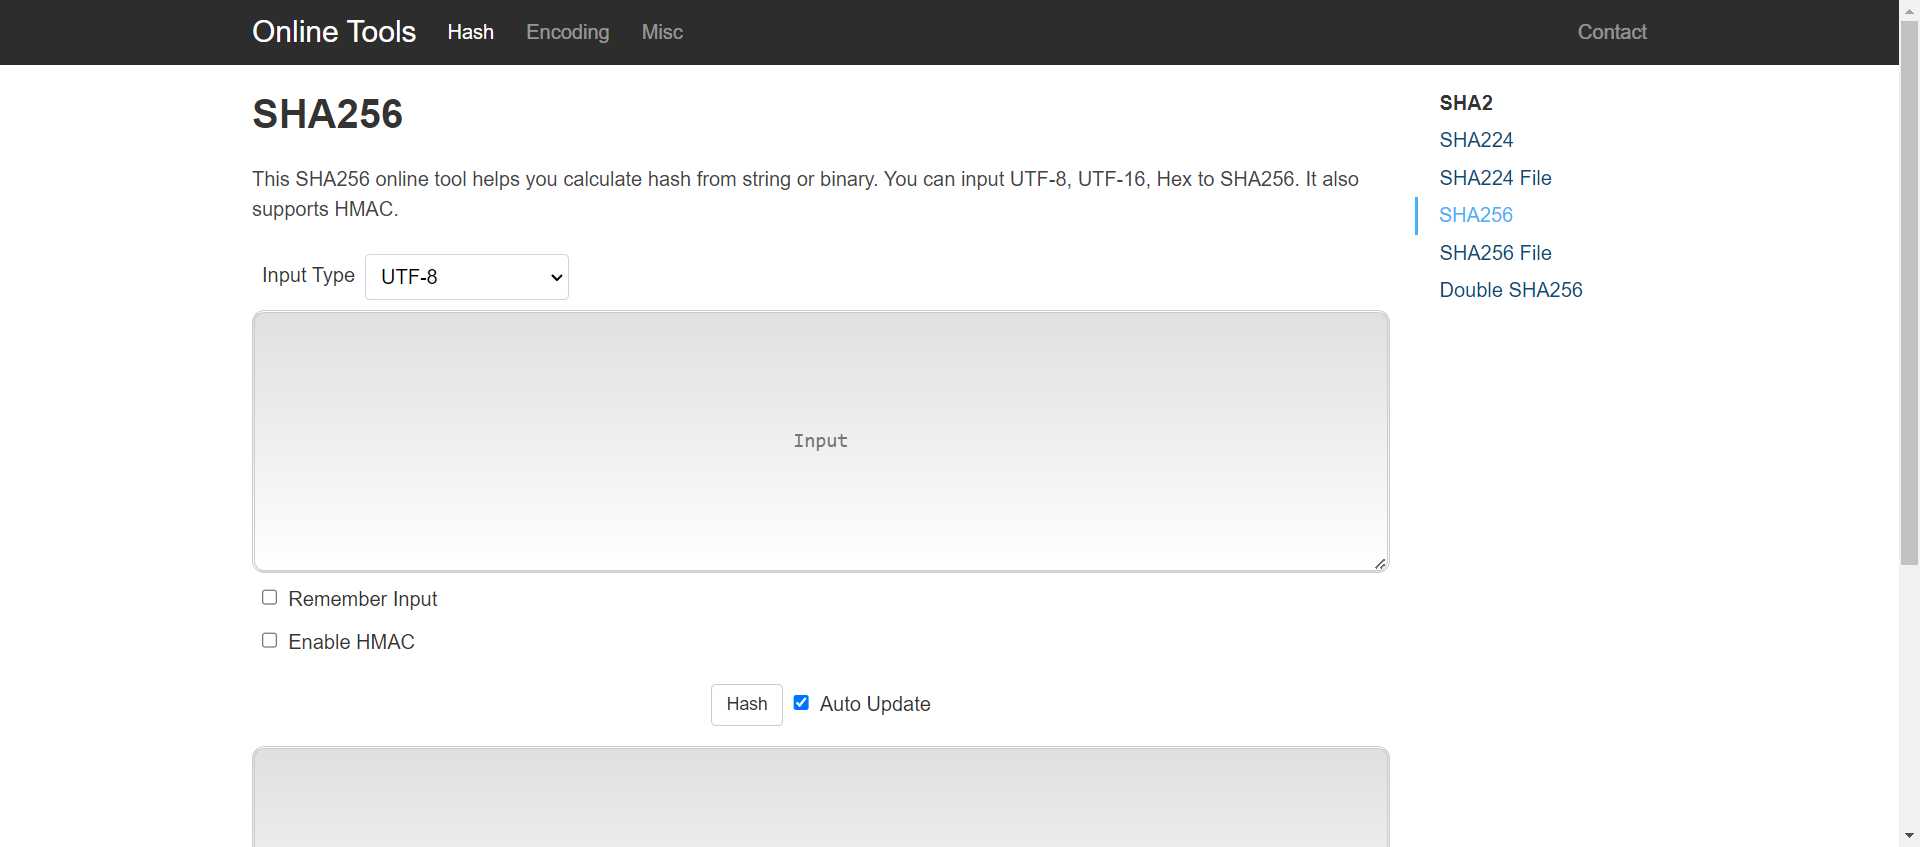 Online Tools Hash Encoding Misc Contact
SHA256
This SHA256 online tool helps you calculate hash from string or binary. You can input UTF-8, UTF-16, Hex to SHA256. It also
supports HMAC.
Input Type UTF-8
Input
Remember Input
Enable HMAC
Hash Auto Update
SHA2
SHA224
SHA224 File
SHA256
SHA256 File
Double SHA256